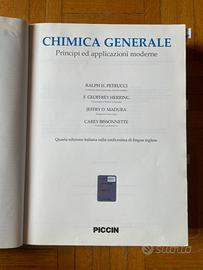 CHIMICA GENERALE
Principi ed applicazioni moderne
RALPH H. PETRUCCI
F. GEOFFREY HERRING
JEFFRY D. MADURA
CAREY BISSONNETTE
Quarta edizione italiana sulla undicesima di lingua inglese
PICCIN
subito